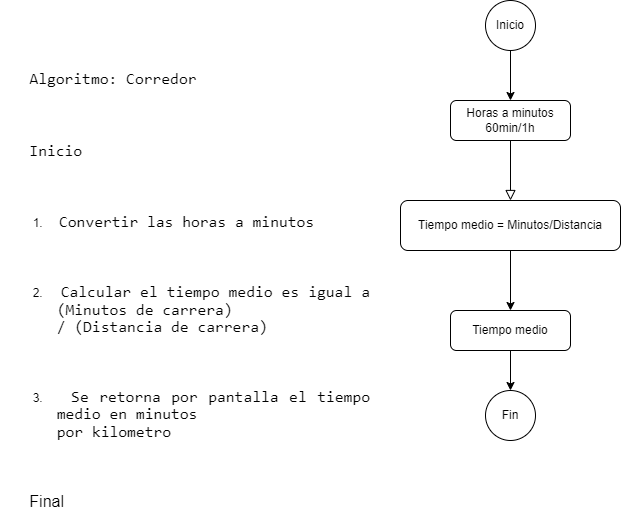 Algoritmo: Corredor
Inicio
1. Convertir las horas a minutos
2. Calcular el tiempo medio es igual a
(Minutos de carrera)
/ (Distancia de carrera)
3. Se retorna por pantalla el tiempo
medio en minutos
por kilometro
Final
Inicio
Horas a minutos
60min/1h
Tiempo medio = Minutos/Distancia
Tiempo medio
Fin